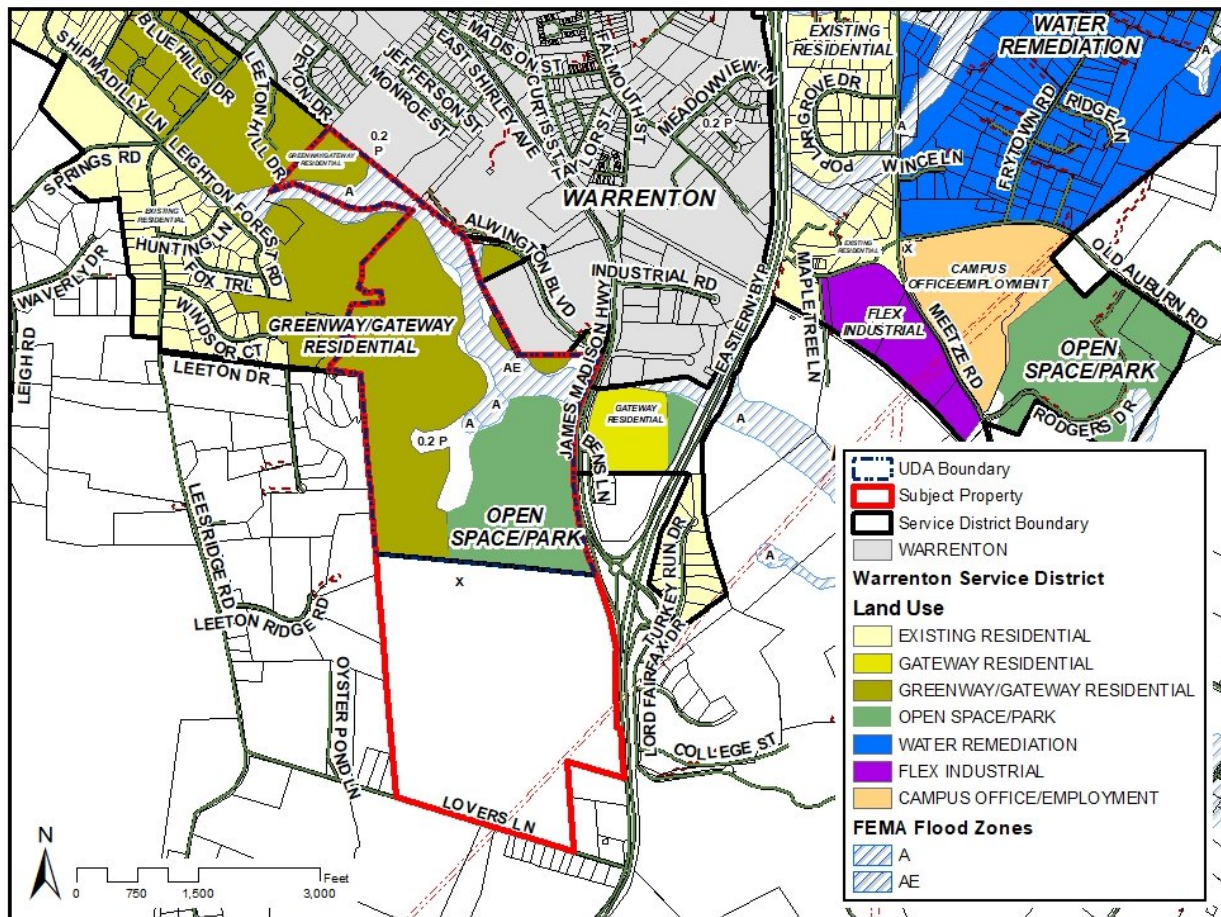 SHIPMADILLY LN
BLUE HILLS DR
LEETON HILL DR
DEVON DR
JEFFERSON ST
MONROE ST
EAST SHIRLEY AVE
MADISON
CURTIS ST
TAYLOR ST
ALMOUTH ST
MEADOWVIEW LN
0.2 P
EXISTING
RESIDENTIAL
WATER
REMEDIATION
A
POPLAR GROVE DR
WINCE LN
FRYTOWN RD
RIDGE LN
A
0.2
P
GREENWAY/GATEWAY
RESIDENTIAL
A
WARRENTON
SPRINGS RD
LEIGHTON FOREST RD
EXISTING
RESIDENTIAL
HUNTING LN
FOX TRL
WAVERLY DR
WINDSOR CT
LEIGH RD
LEETON DR
GREENWAY/GATEWAY
RESIDENTIAL
ALWINGTON BLVD
INDUSTRIAL RD
JAMES MADISON HWY
EASTERN BYP
MAPLE TREE LN
EXISTING
RESIDENTIAL
X
CAMPUS
OFFICE/EMPLOYMENT
OLD AUBURN RD
FLEX
INDUSTRIAL
MEETZE RD
OPEN
SPACE/PARK
RODGERS DR
A
AE
A
A
0.2 P
GATEWAY
RESIDENTIAL
A
BENS LN
OPEN
SPACE/PARK
X
TURKEY RUN DR
A
LEES RIDGE RD
LEETON RIDGE RD
OYSTER POND LN
LORD FAIRFAX DR
COLLEGE ST
LOVERS LN
UDA Boundary
Subject Property
Service District Boundary
WARRENTON
Warrenton Service District
Land Use
EXISTING RESIDENTIAL
GATEWAY RESIDENTIAL
GREENWAY/GATEWAY RESIDENTIAL
OPEN SPACE/PARK
WATER REMEDIATION
FLEX INDUSTRIAL
CAMPUS OFFICE/EMPLOYMENT
FEMA Flood Zones
A
AE
N
Feet
0 750 1,500 3,000